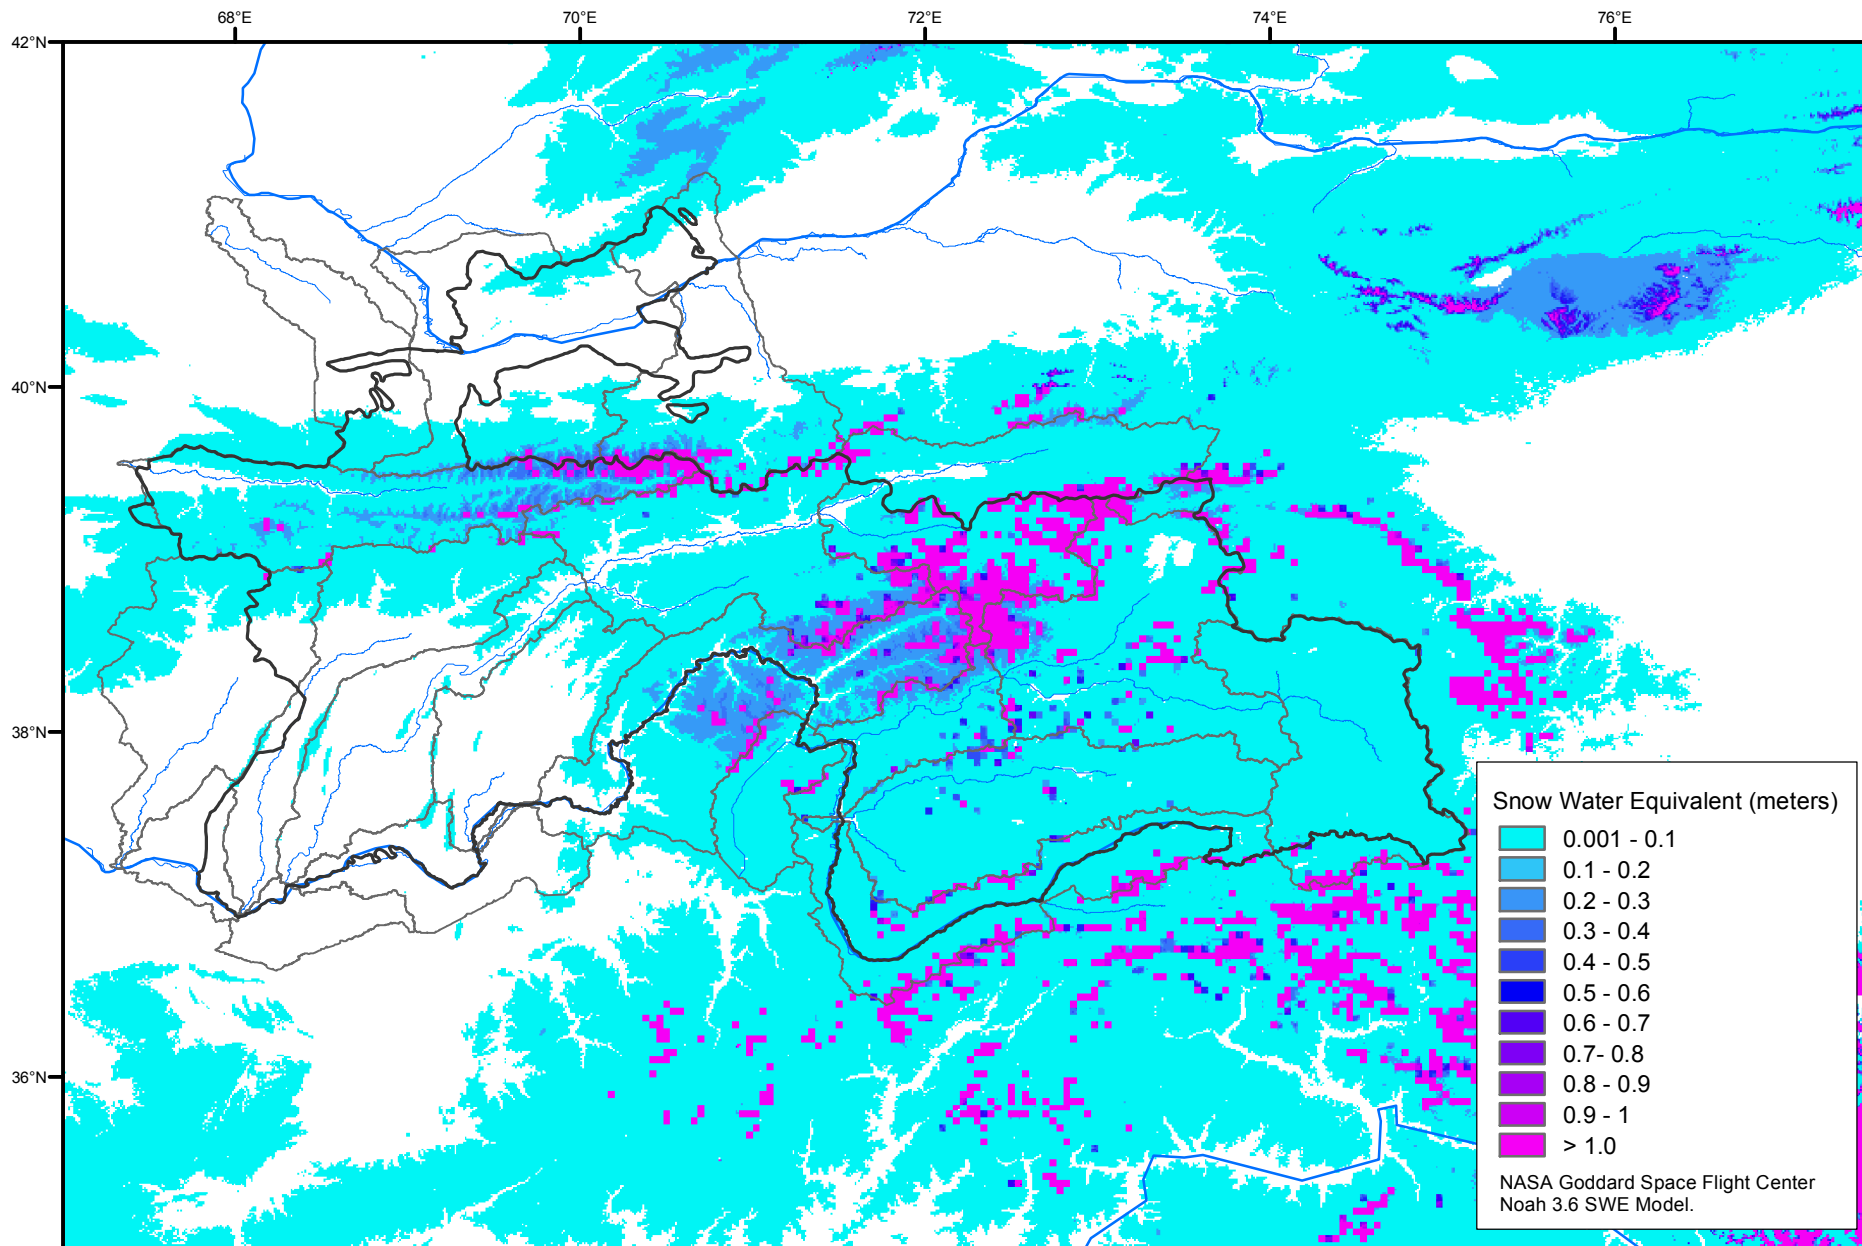 68°E 70°E 72°E 74°E 76°E
42°N
40°N
38°N
36°N
Snow Water Equivalent (meters)
0.001 - 0.1
0.1 - 0.2
0.2 - 0.3
0.3 - 0.4
0.4 - 0.5
0.5 - 0.6
0.6 - 0.7
0.7- 0.8
0.8 - 0.9
0.9 - 1
> 1.0
NASA Goddard Space Flight Center
Noah 3.6 SWE Model.